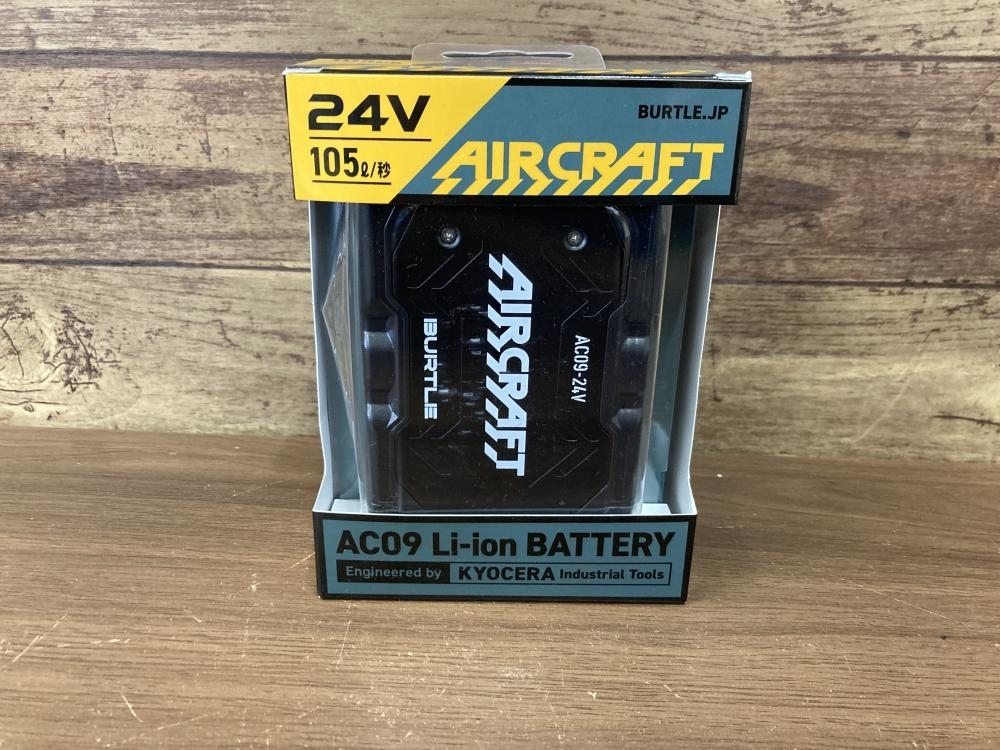 24V
105ℓ/秒
BURTLE.JP
AIRCRAFT
AIRCRAFT
BURTLE
AC09-24V
AC09 Li-ion BATTERY
Engineered by KYOCERA Industrial Tools